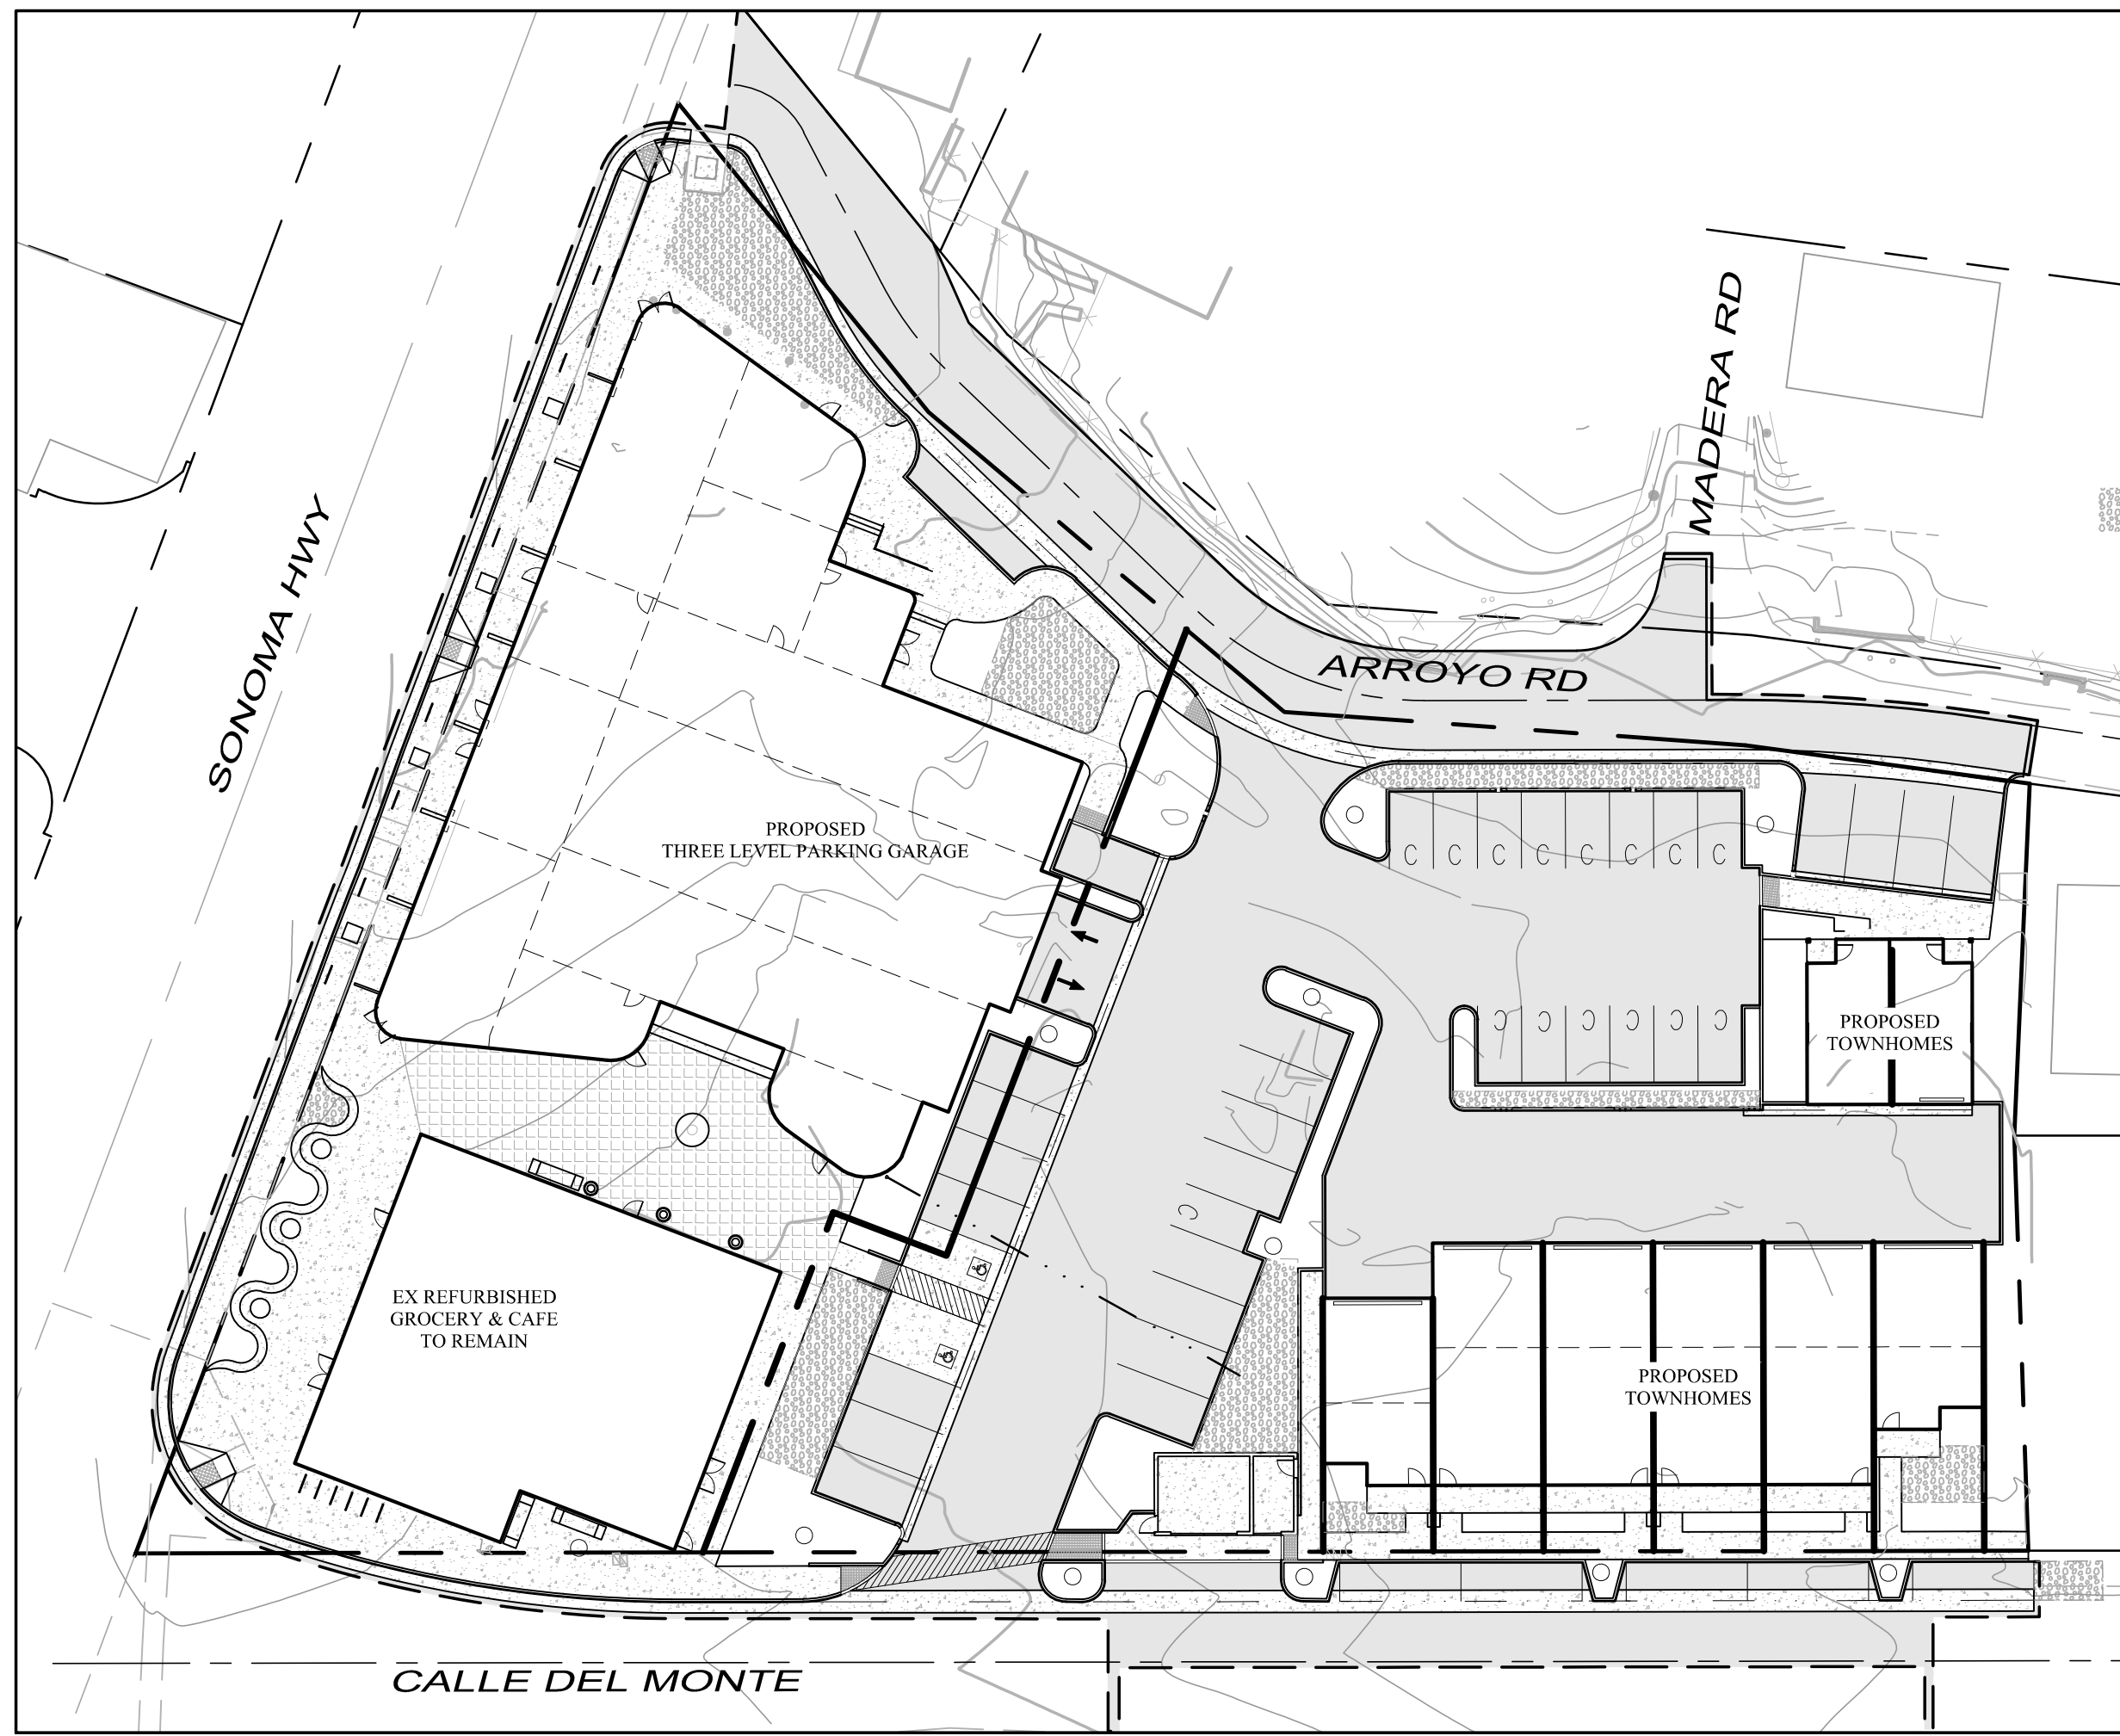 MADERA RD
SONOMA HWY
ARROYO RD
PROPOSED
THREE LEVEL PARKING GARAGE
C C C C C C C C
PROPOSED
TOWNHOMES
C C C C C C
C
EX REFURBISHED
GROCERY & CAFE
TO REMAIN
PROPOSED
TOWNHOMES
CALLE DEL MONTE